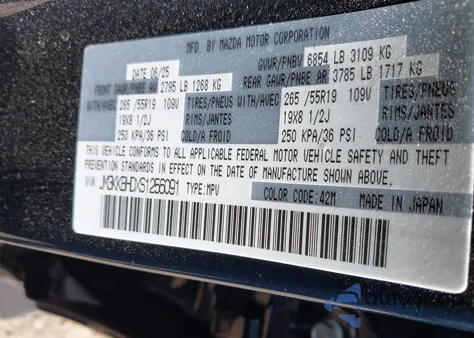 MFD. BY MAZDA MOTOR CORPORATION
DATE 06/25 GVWR/PNBV 6854 LB 3109 KG
FRONT GAWR/PNBE AV 2795 LB 1268 KG REAR GAWR/PNBE AR 3785 LB 1717 KG
WITH/AVEC 265 /55R19 109V TIRES/PNEUS WITH/AVEC 265 /55R19 109V TIRES/PNEUS
19X8 1/2J RIMS/JANTES 19X8 1/2J RIMS/JANTES
250 KPA/36 PSI COLD/A FROID 250 KPA/36 PSI COLD/A FROID
THIS VEHICLE CONFORMS TO ALL APPLICABLE FEDERAL MOTOR VEHICLE SAFETY AND THEFT
PREVENTION STANDARDS IN EFFECT ON THE DATE OF MANUFACTURE SHOWN ABOVE.
VIN: JM3KKBHDXS1256091 TYPE:MPV COLOR CODE:42M MADE IN JAPAN